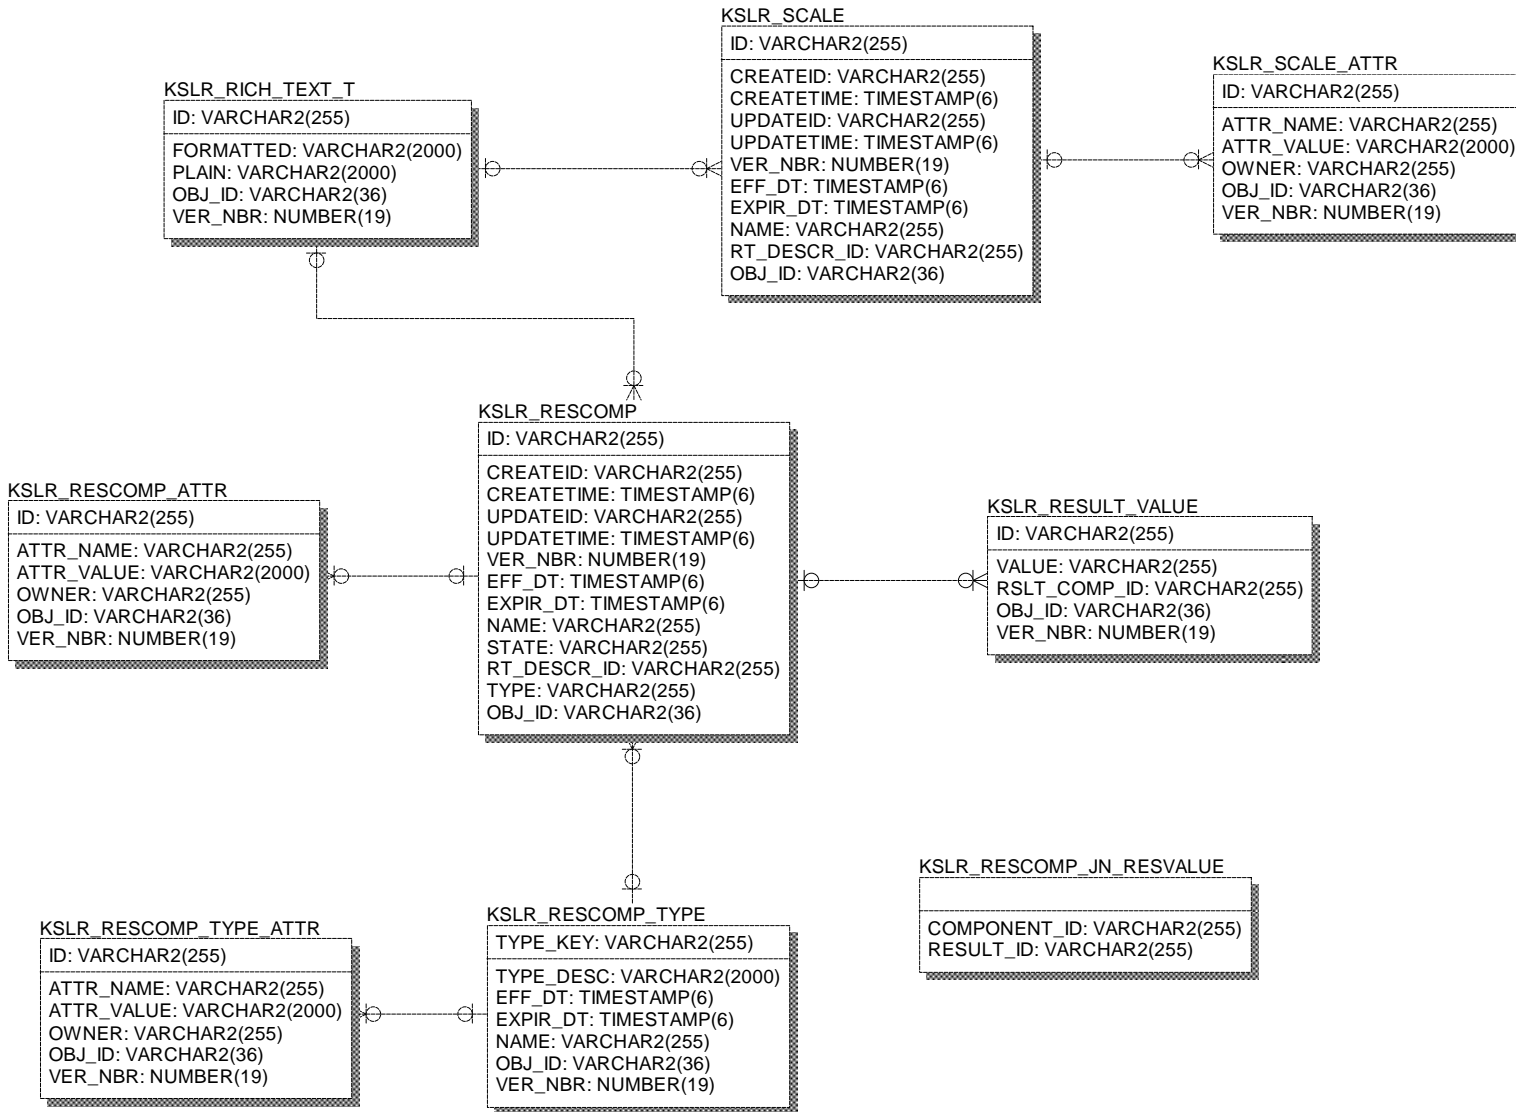 KSLR_SCALE
ID: VARCHAR2(255)
CREATEID: VARCHAR2(255)
CREATETIME: TIMESTAMP(6)
UPDATEID: VARCHAR2(255)
UPDATETIME: TIMESTAMP(6)
VER_NBR: NUMBER(19)
EFF_DT: TIMESTAMP(6)
EXPIR_DT: TIMESTAMP(6)
NAME: VARCHAR2(255)
RT_DESCR_ID: VARCHAR2(255)
OBJ_ID: VARCHAR2(36)
KSLR_SCALE_ATTR
ID: VARCHAR2(255)
ATTR_NAME: VARCHAR2(255)
ATTR_VALUE: VARCHAR2(2000)
OWNER: VARCHAR2(255)
OBJ_ID: VARCHAR2(36)
VER_NBR: NUMBER(19)
KSLR_RICH_TEXT_T
ID: VARCHAR2(255)
FORMATTED: VARCHAR2(2000)
PLAIN: VARCHAR2(2000)
OBJ_ID: VARCHAR2(36)
VER_NBR: NUMBER(19)
KSLR_RESCOMP
ID: VARCHAR2(255)
CREATEID: VARCHAR2(255)
CREATETIME: TIMESTAMP(6)
UPDATEID: VARCHAR2(255)
UPDATETIME: TIMESTAMP(6)
VER_NBR: NUMBER(19)
EFF_DT: TIMESTAMP(6)
EXPIR_DT: TIMESTAMP(6)
NAME: VARCHAR2(255)
STATE: VARCHAR2(255)
RT_DESCR_ID: VARCHAR2(255)
TYPE: VARCHAR2(255)
OBJ_ID: VARCHAR2(36)
KSLR_RESCOMP_ATTR
ID: VARCHAR2(255)
ATTR_NAME: VARCHAR2(255)
ATTR_VALUE: VARCHAR2(2000)
OWNER: VARCHAR2(255)
OBJ_ID: VARCHAR2(36)
VER_NBR: NUMBER(19)
KSLR_RESULT_VALUE
ID: VARCHAR2(255)
VALUE: VARCHAR2(255)
RSLT_COMP_ID: VARCHAR2(255)
OBJ_ID: VARCHAR2(36)
VER_NBR: NUMBER(19)
KSLR_RESCOMP_JN_RESVALUE
COMPONENT_ID: VARCHAR2(255)
RESULT_ID: VARCHAR2(255)
KSLR_RESCOMP_TYPE
TYPE_KEY: VARCHAR2(255)
TYPE_DESC: VARCHAR2(2000)
EFF_DT: TIMESTAMP(6)
EXPIR_DT: TIMESTAMP(6)
NAME: VARCHAR2(255)
OBJ_ID: VARCHAR2(36)
VER_NBR: NUMBER(19)
KSLR_RESCOMP_TYPE_ATTR
ID: VARCHAR2(255)
ATTR_NAME: VARCHAR2(255)
ATTR_VALUE: VARCHAR2(2000)
OWNER: VARCHAR2(255)
OBJ_ID: VARCHAR2(36)
VER_NBR: NUMBER(19)